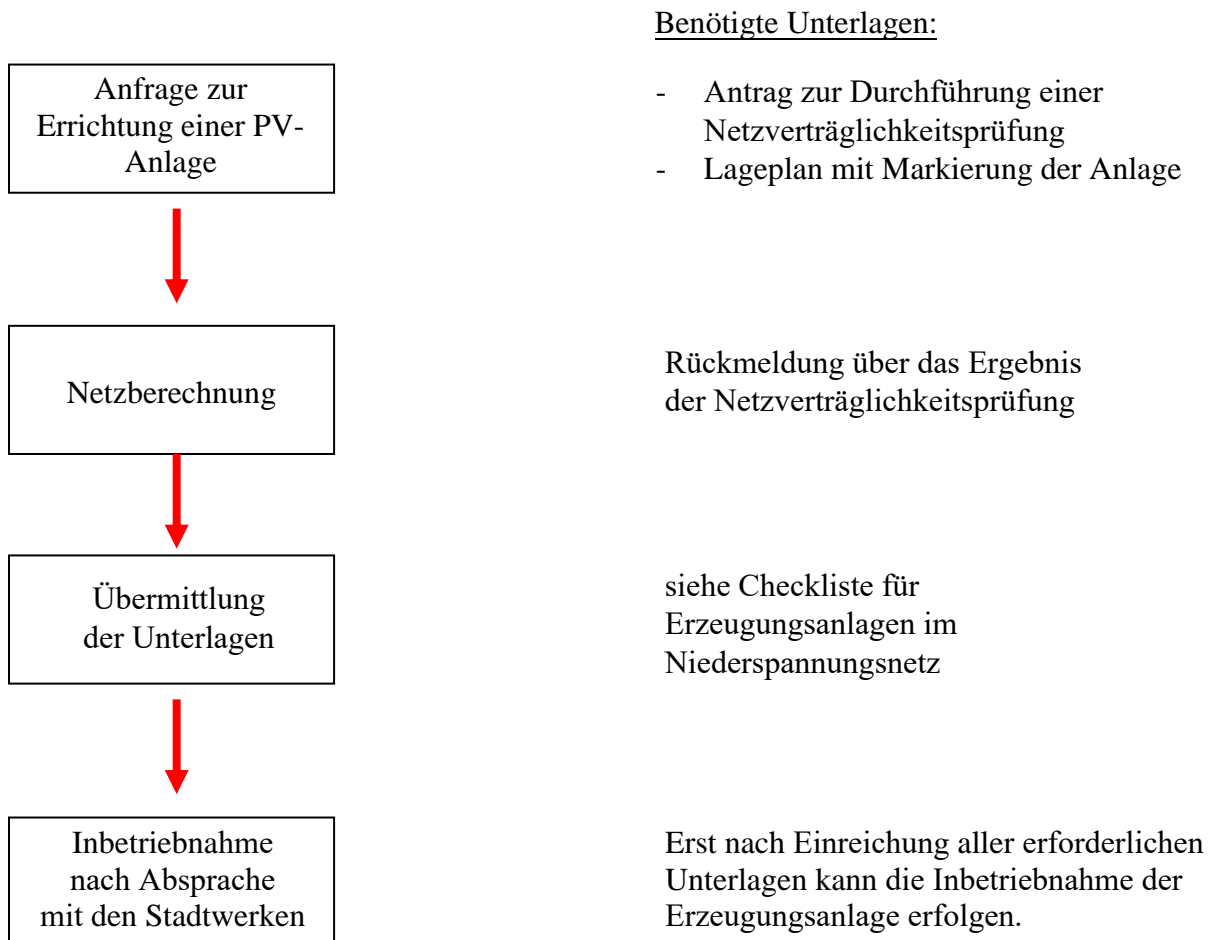 Benötigte Unterlagen:
Anfrage zur
Errichtung einer PV-
Anlage
- Antrag zur Durchführung einer
Netzverträglichkeitsprüfung
- Lageplan mit Markierung der Anlage
Netzberechnung
Rückmeldung über das Ergebnis
der Netzverträglichkeitsprüfung
Übermittlung
der Unterlagen
siehe Checkliste für
Erzeugungsanlagen im
Niederspannungsnetz
Inbetriebnahme
nach Absprache
mit den Stadtwerken
Erst nach Einreichung aller erforderlichen
Unterlagen kann die Inbetriebnahme der
Erzeugungsanlage erfolgen.